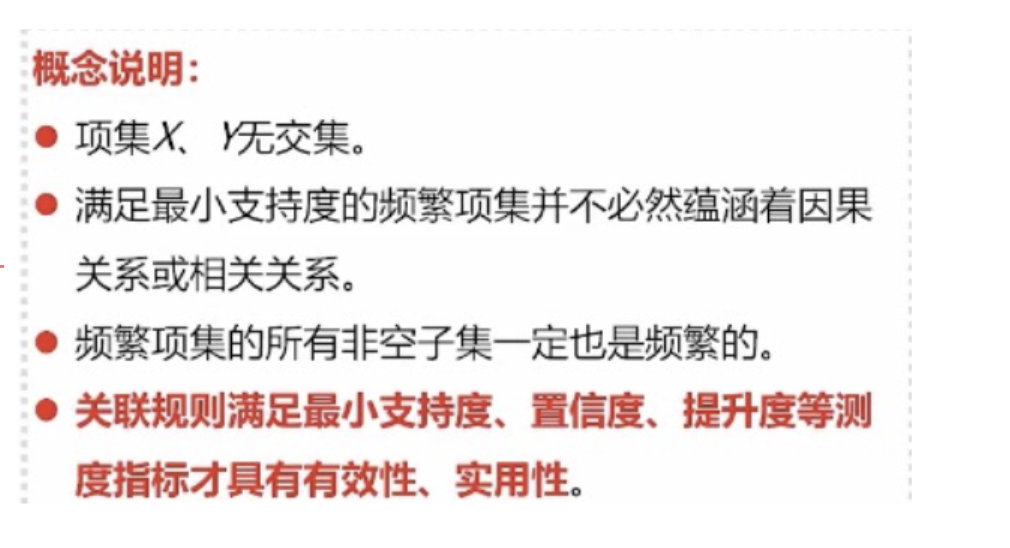 概念说明：
● 项集X、Y无交集。
● 满足最小支持度的频繁项集并不必然蕴涵着因果
关系或相关关系。
● 频繁项集的所有非空子集一定也是频繁的。
● 关联规则满足最小支持度、置信度、提升度等测
度指标才具有有效性、实用性。